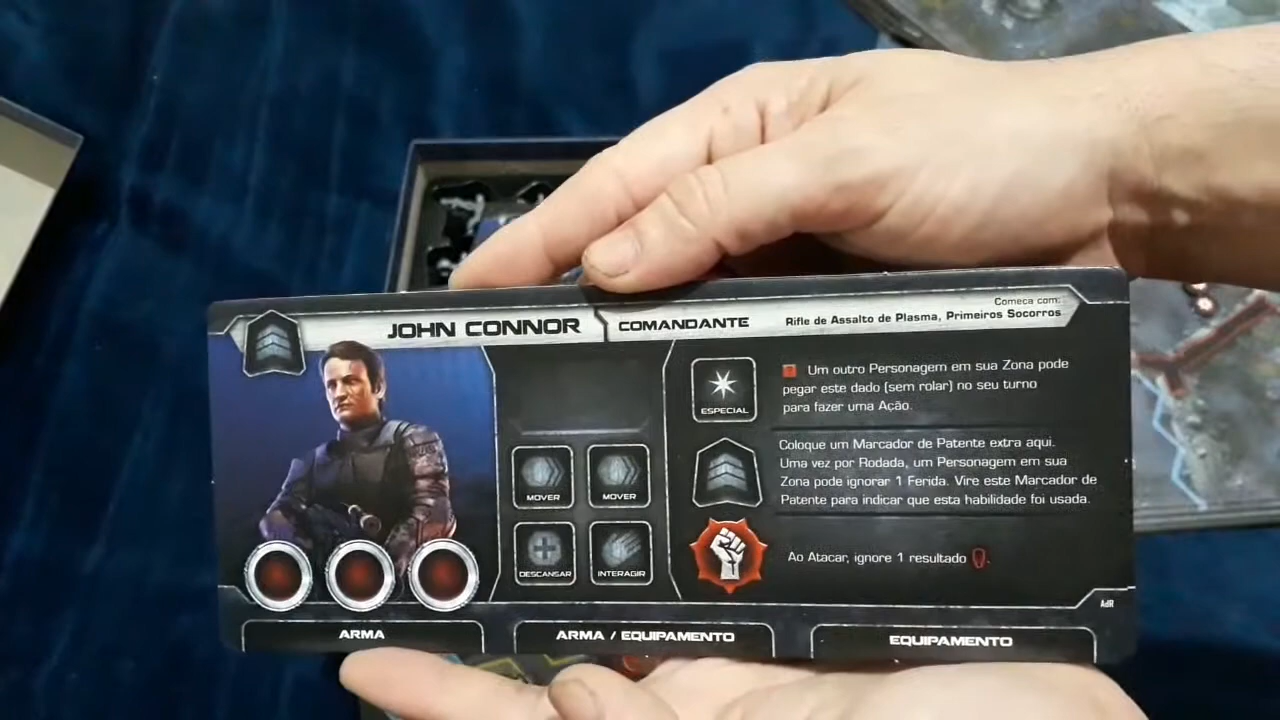 JOHN CONNOR
COMANDANTE
Começa com:
Rifle de Assalto de Plasma, Primeiros Socorros
ESPECIAL
Um outro Personagem em sua Zona pode
pegar este dado (sem rolar) no seu turno
para fazer uma Ação.
Coloque um Marcador de Patente extra aqui.
Uma vez por Rodada, um Personagem em sua
Zona pode ignorar 1 Ferida. Vire este Marcador de
Patente para indicar que esta habilidade foi usada.
Ao Atacar, ignore 1 resultado
MOVER
MOVER
DESCANSAR
INTERAGIR
AdR
ARMA
ARMA / EQUIPAMENTO
EQUIPAMENTO